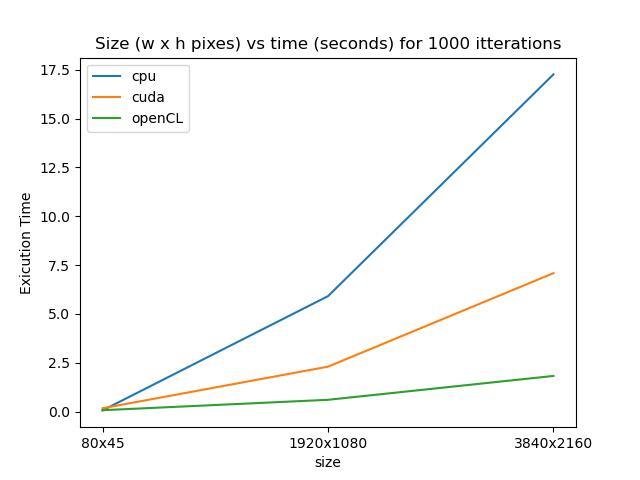 Size (w x h pixes) vs time (seconds) for 1000 itterations
cpu
cuda
openCL
17.5
15.0
12.5
10.0
7.5
5.0
2.5
0.0
Exicution Time
80x45
1920x1080
3840x2160
size